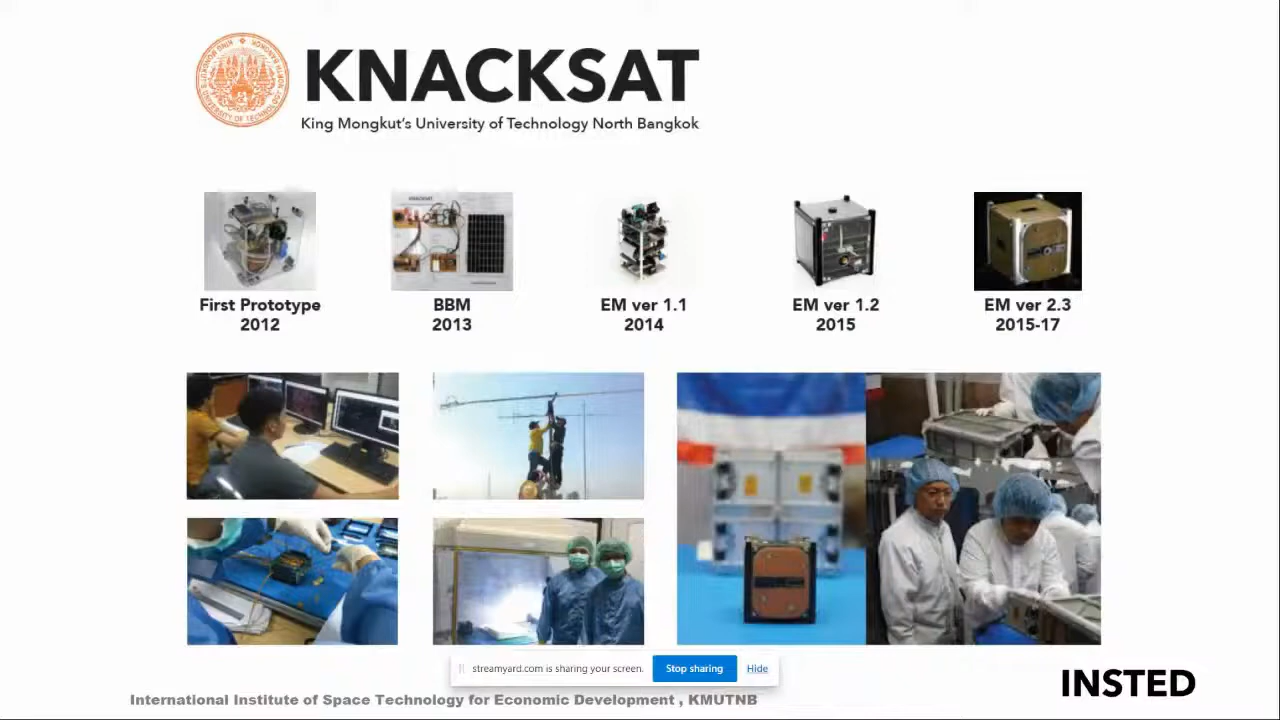 KNACKSAT
King Mongkut's University of Technology North Bangkok
First Prototype
2012
BBM
2013
EM ver 1.1
2014
EM ver 1.2
2015
EM ver 2.3
2015-17
streamyard.com is sharing your screen.
Stop sharing
Hide
International Institute of Space Technology for Economic Development , KMUTNB
INSTED